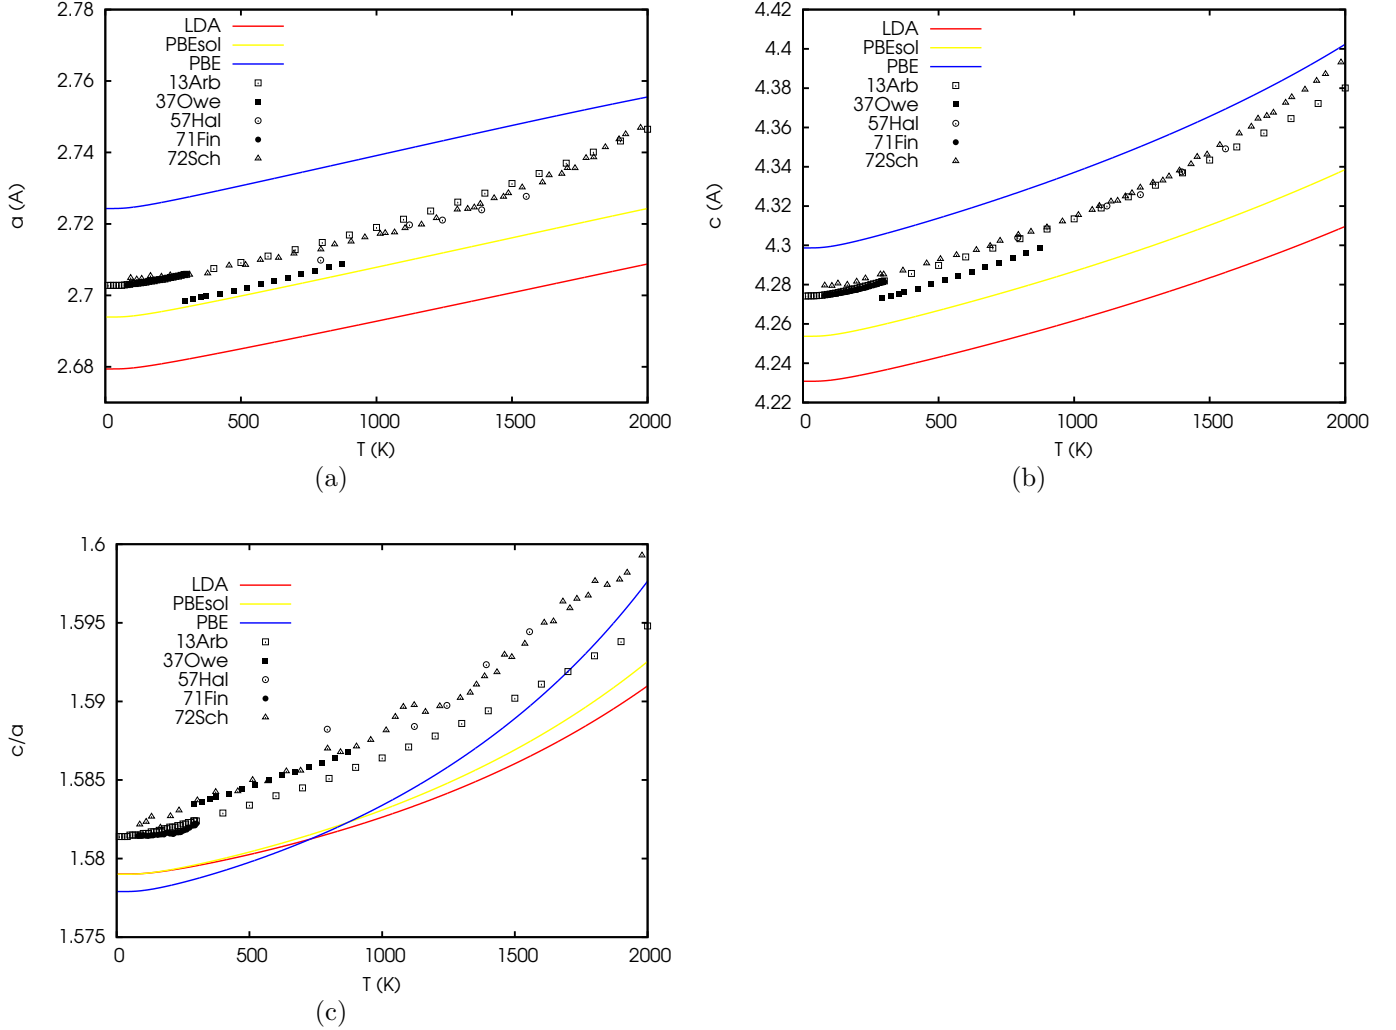 2.78
2.76
2.74
2.72
2.7
2.68
a (A)
LDA
PBEsol
PBE
13Arb
37Owe
57Hal
71Fin
72Sch
0 500 1000 1500 2000
T (K)
(a)
4.42
4.4
4.38
4.36
4.34
4.32
4.3
4.28
4.26
4.24
4.22
c (A)
LDA
PBEsol
PBE
13Arb
37Owe
57Hal
71Fin
72Sch
0 500 1000 1500 2000
T (K)
(b)
1.6
1.595
1.59
1.585
1.58
1.575
c/a
LDA
PBEsol
PBE
13Arb
37Owe
57Hal
71Fin
72Sch
0 500 1000 1500 2000
T (K)
(c)